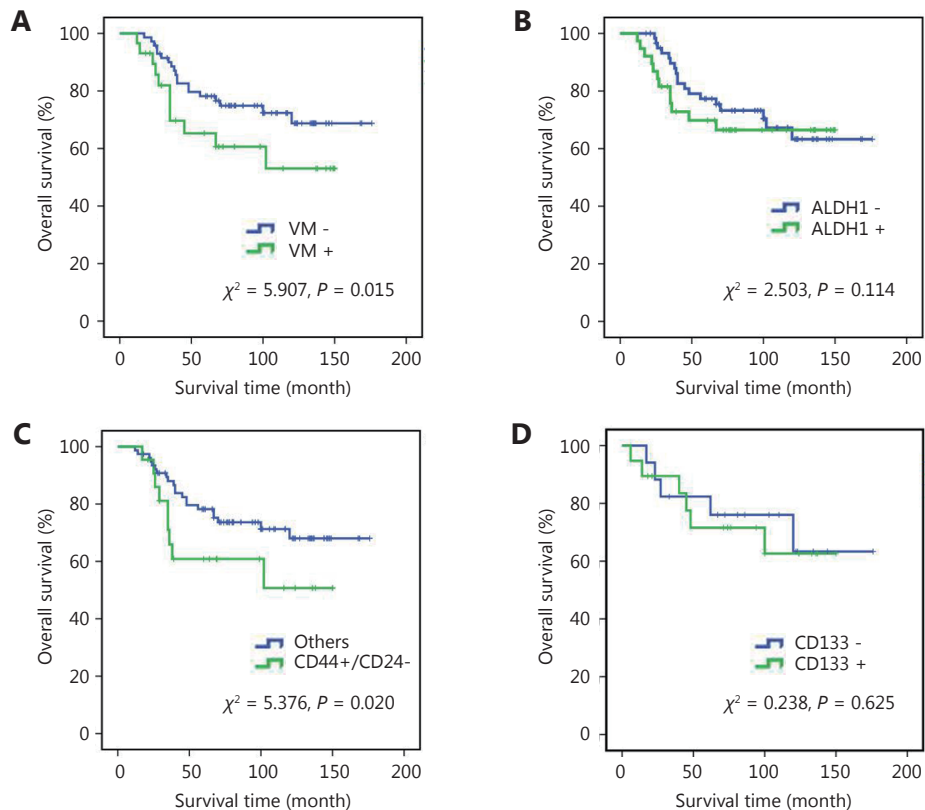 A
100
80
60
40
20
0
Overall survival (%)
VM -
VM +
χ² = 5.907, P = 0.015
0 50 100 150 200
Survival time (month)
B
100
80
60
40
20
0
Overall survival (%)
ALDH1 -
ALDH1 +
χ² = 2.503, P = 0.114
0 50 100 150 200
Survival time (month)
C
100
80
60
40
20
0
Overall survival (%)
Others
CD44+/CD24-
χ² = 5.376, P = 0.020
0 50 100 150 200
Survival time (month)
D
100
80
60
40
20
0
Overall survival (%)
CD133 -
CD133 +
χ² = 0.238, P = 0.625
0 50 100 150 200
Survival time (month)